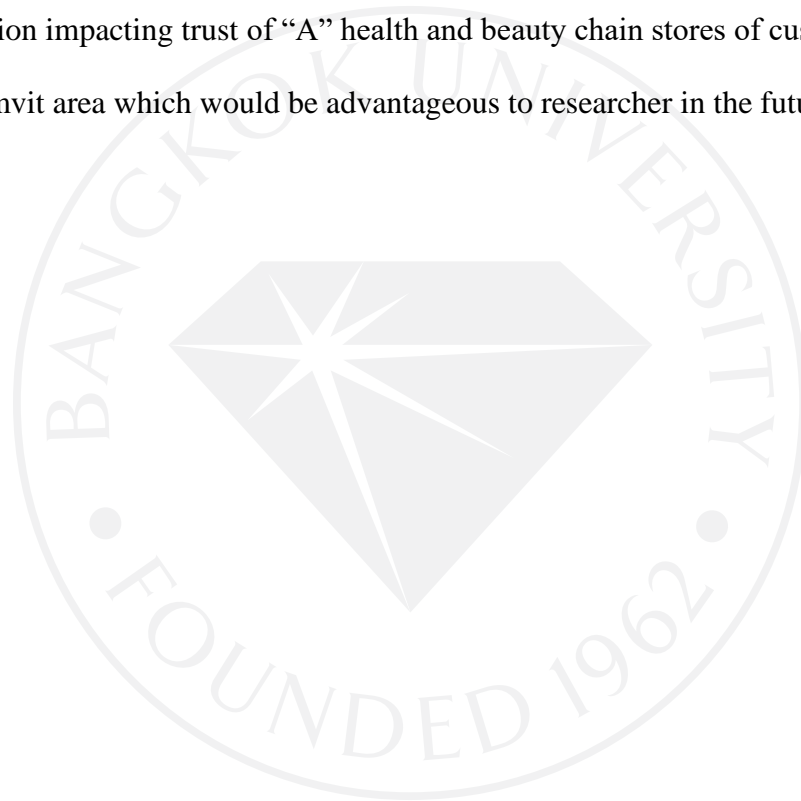 ion impacting trust of “A” health and beauty chain stores of cus
nvit area which would be advantageous to researcher in the futu
BANGKOK UNIVERSITY
FOUNDED 1962